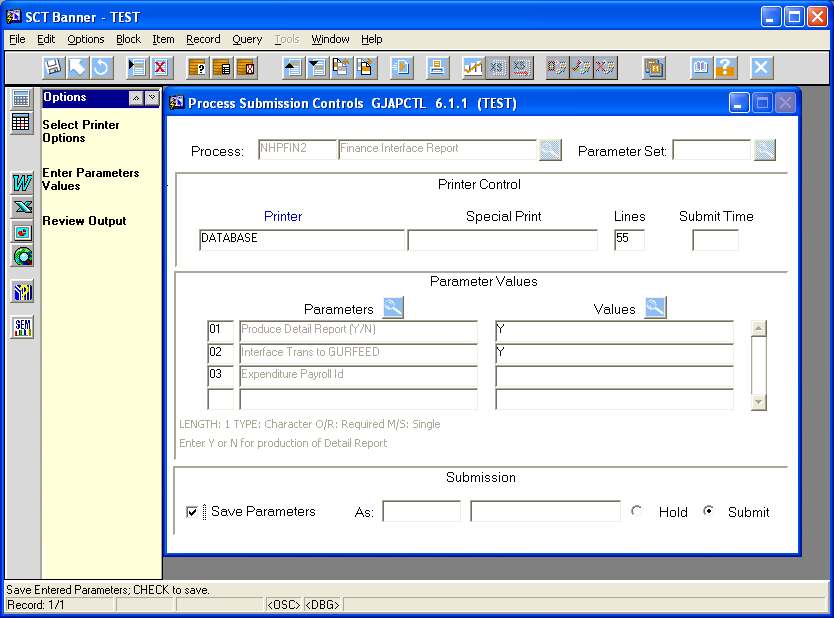 SCT Banner - TEST
File Edit Options Block Item Record Query Tools Window Help
Options
Select Printer
Options
Enter Parameters
Values
Review Output
Process Submission Controls GJAPCTL 6.1.1 (TEST)
Process: NHPFIN2 Finance Interface Report Parameter Set:
Printer Control
Printer Special Print Lines Submit Time
DATABASE 55
Parameter Values
Parameters Values
01 Produce Detail Report (Y/N) Y
02 Interface Trans to GURFEED Y
03 Expenditure Payroll Id
LENGTH: 1 TYPE: Character O/R: Required M/S: Single
Enter Y or N for production of Detail Report
Submission
Save Parameters As: Hold Submit
SEM
Save Entered Parameters; CHECK to save.
Record: 1/1 <OSC> <DBG>